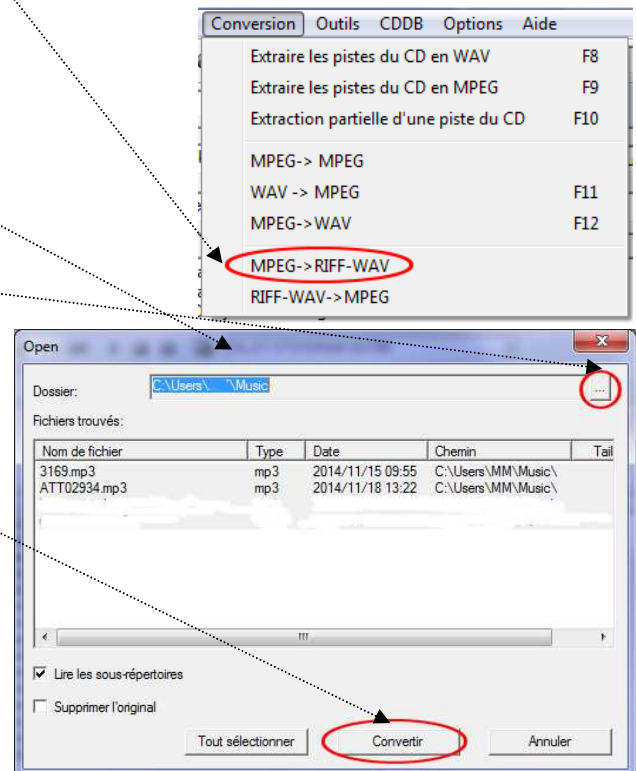 Conversion Outils CDDB Options Aide
Extraire les pistes du CD en WAV F8
Extraire les pistes du CD en MPEG F9
Extraction partielle d'une piste du CD F10
MPEG-> MPEG
WAV -> MPEG F11
MPEG->WAV F12
MPEG->RIFF-WAV
RIFF-WAV->MPEG
Open
Dossier: C:\Users\... '\Music ...
Fichiers trouvés:
Nom de fichier Type Date Chemin Tail
3169.mp3 mp3 2014/11/15 09:55 C:\Users\MM\Music\
ATT02934.mp3 mp3 2014/11/18 13:22 C:\Users\MM\Music\
Lire les sous-répertoires
Supprimer l'original
Tout sélectionner Convertir Annuler